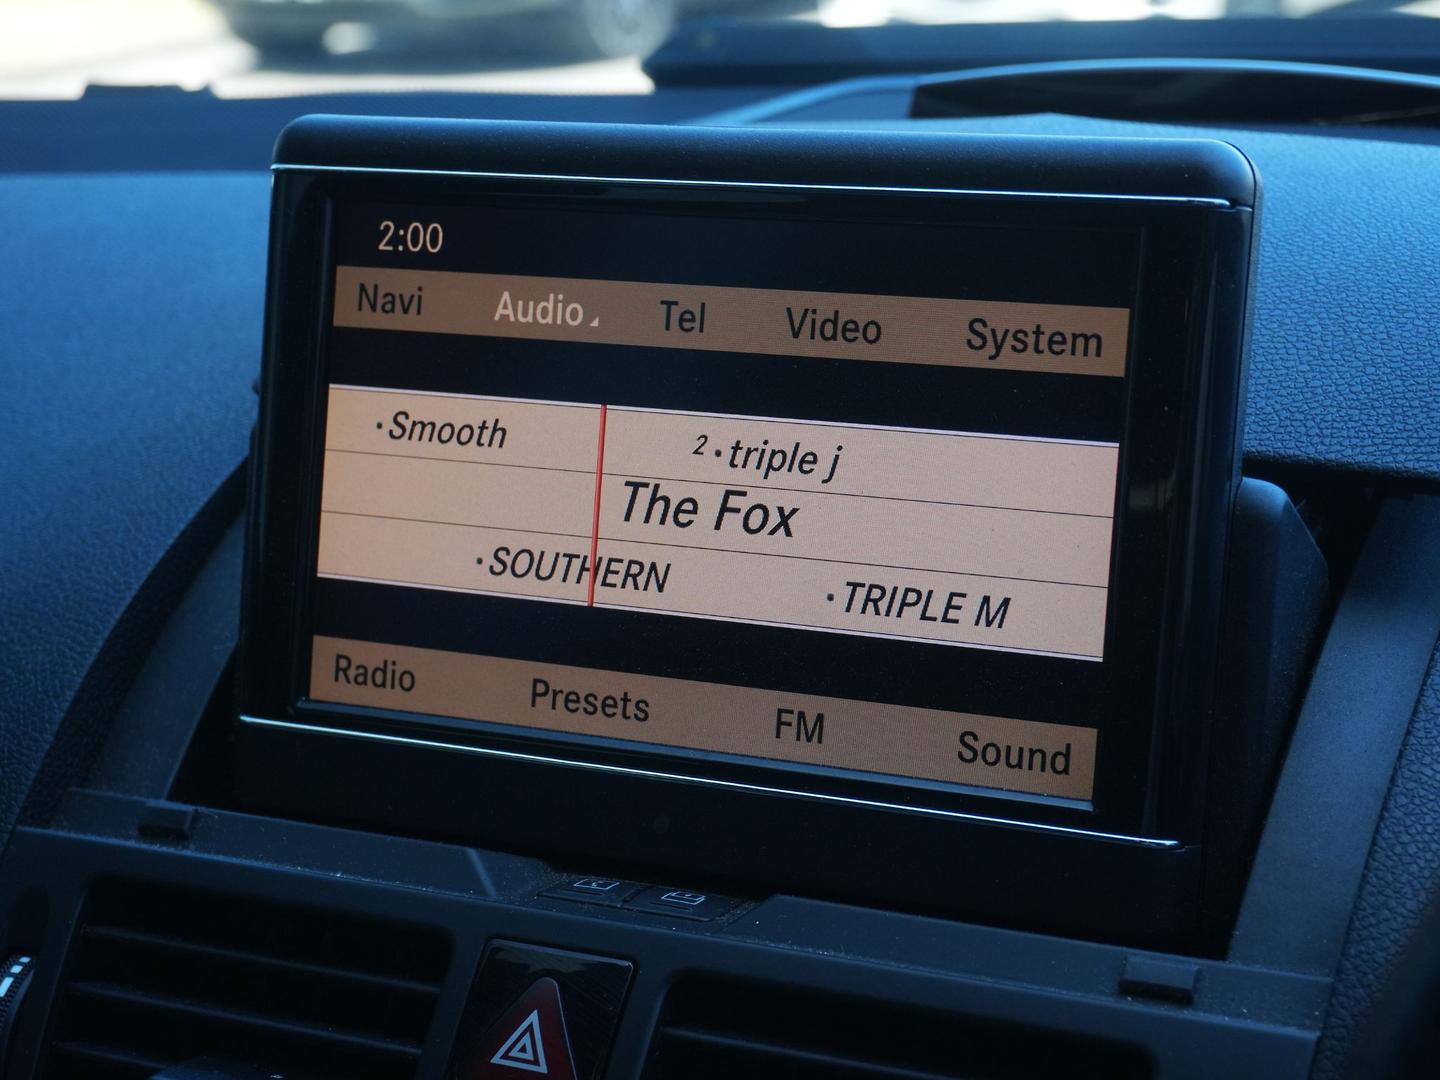 2:00
Navi Audio Tel Video System
·Smooth ²·triple j
The Fox
·SOUTHERN ·TRIPLE M
Radio Presets FM Sound